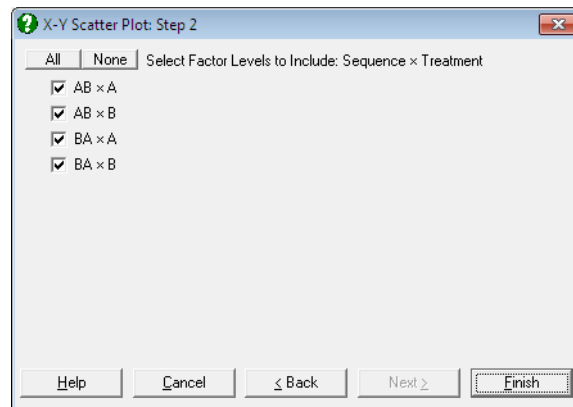 X-Y Scatter Plot: Step 2
All None Select Factor Levels to Include: Sequence × Treatment
AB × A
AB × B
BA × A
BA × B
Help Cancel < Back Next > Finish